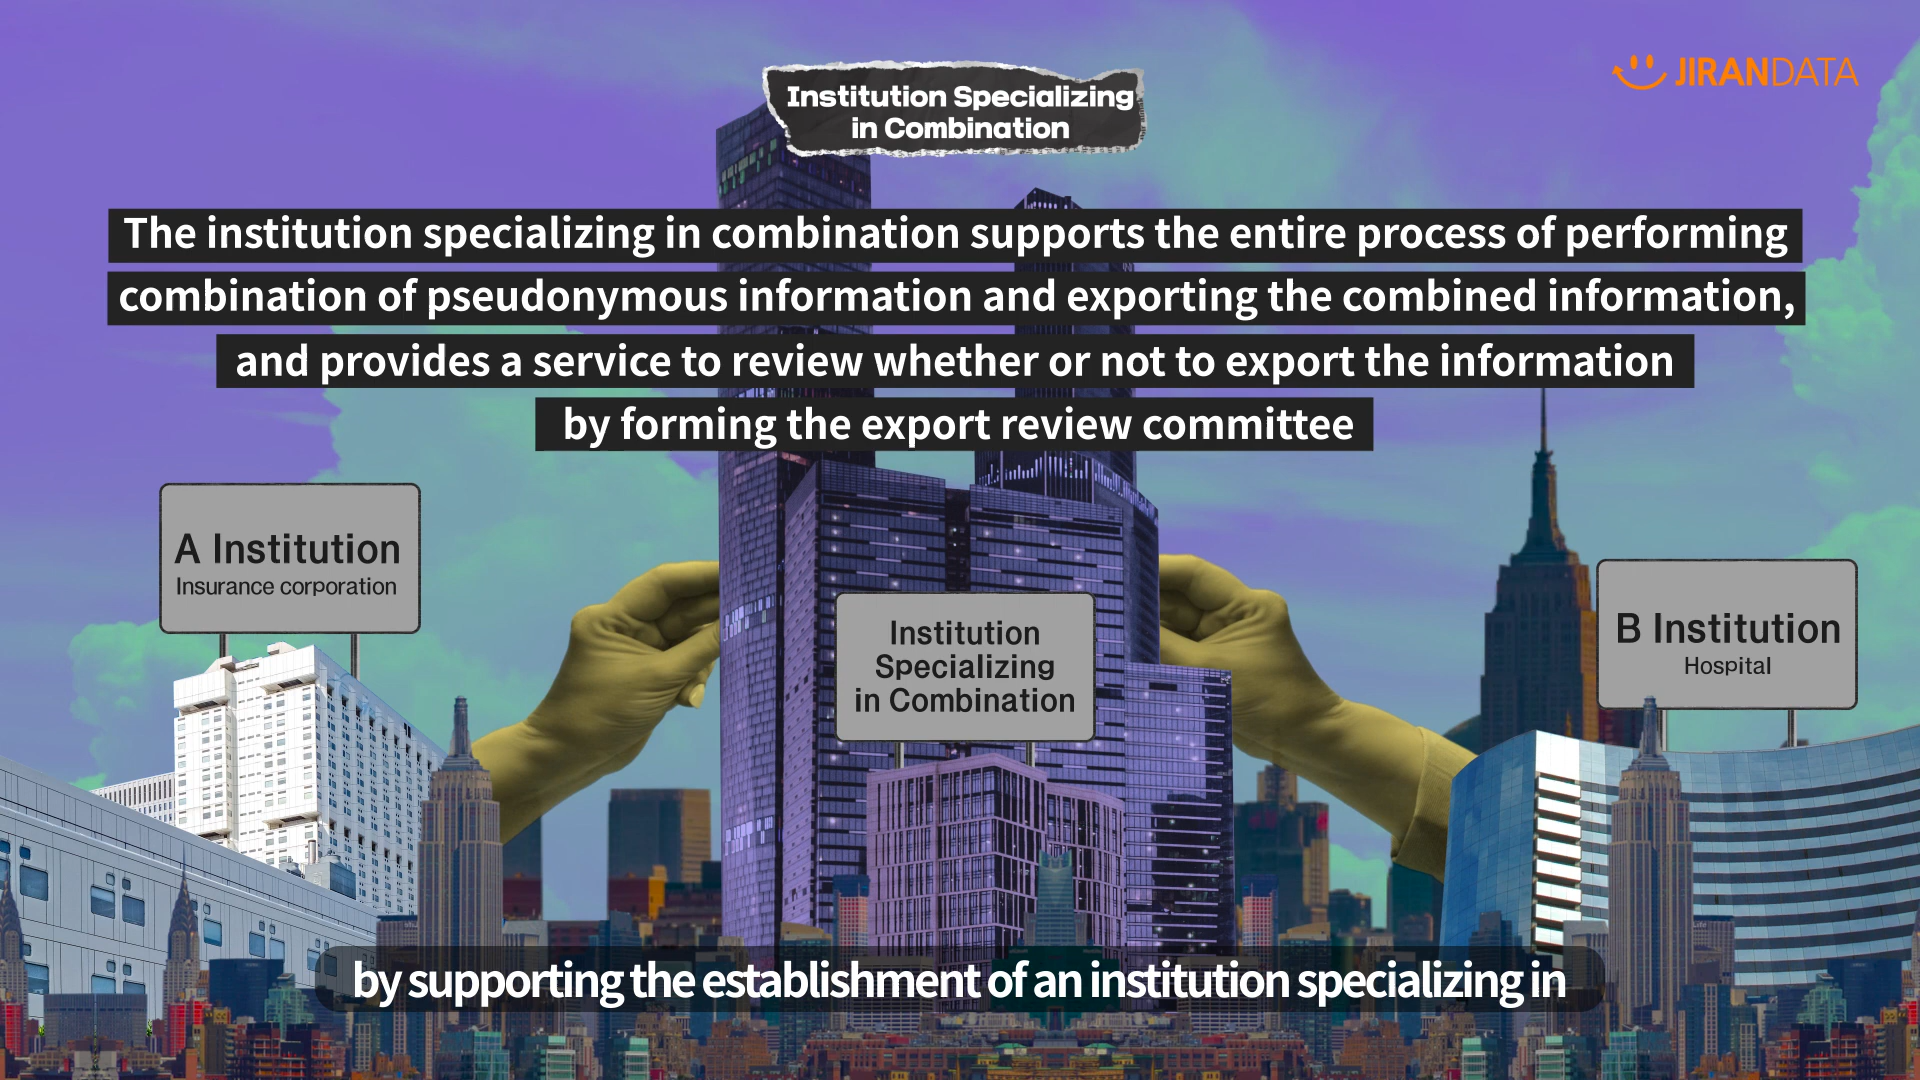 Institution Specializing
in Combination
JIRANDATA
The institution specializing in combination supports the entire process of performing
combination of pseudonymous information and exporting the combined information,
and provides a service to review whether or not to export the information
by forming the export review committee
A Institution
Insurance corporation
Institution
Specializing
in Combination
B Institution
Hospital
by supporting the establishment of an institution specializing in